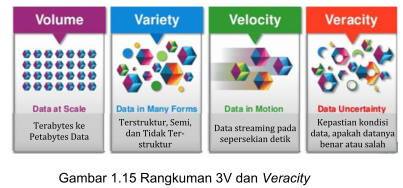 Volume
Data at Scale
Terabytes ke
Petabytes Data
Variety
Data in Many Forms
Terstruktur, Semi,
dan Tidak Ter-
struktur
Velocity
Data in Motion
Data streaming pada
sepersekian detik
Veracity
Data Uncertainty
Kepastian kondisi
data, apakah datanya
benar atau salah
Gambar 1.15 Rangkuman 3V dan Veracity